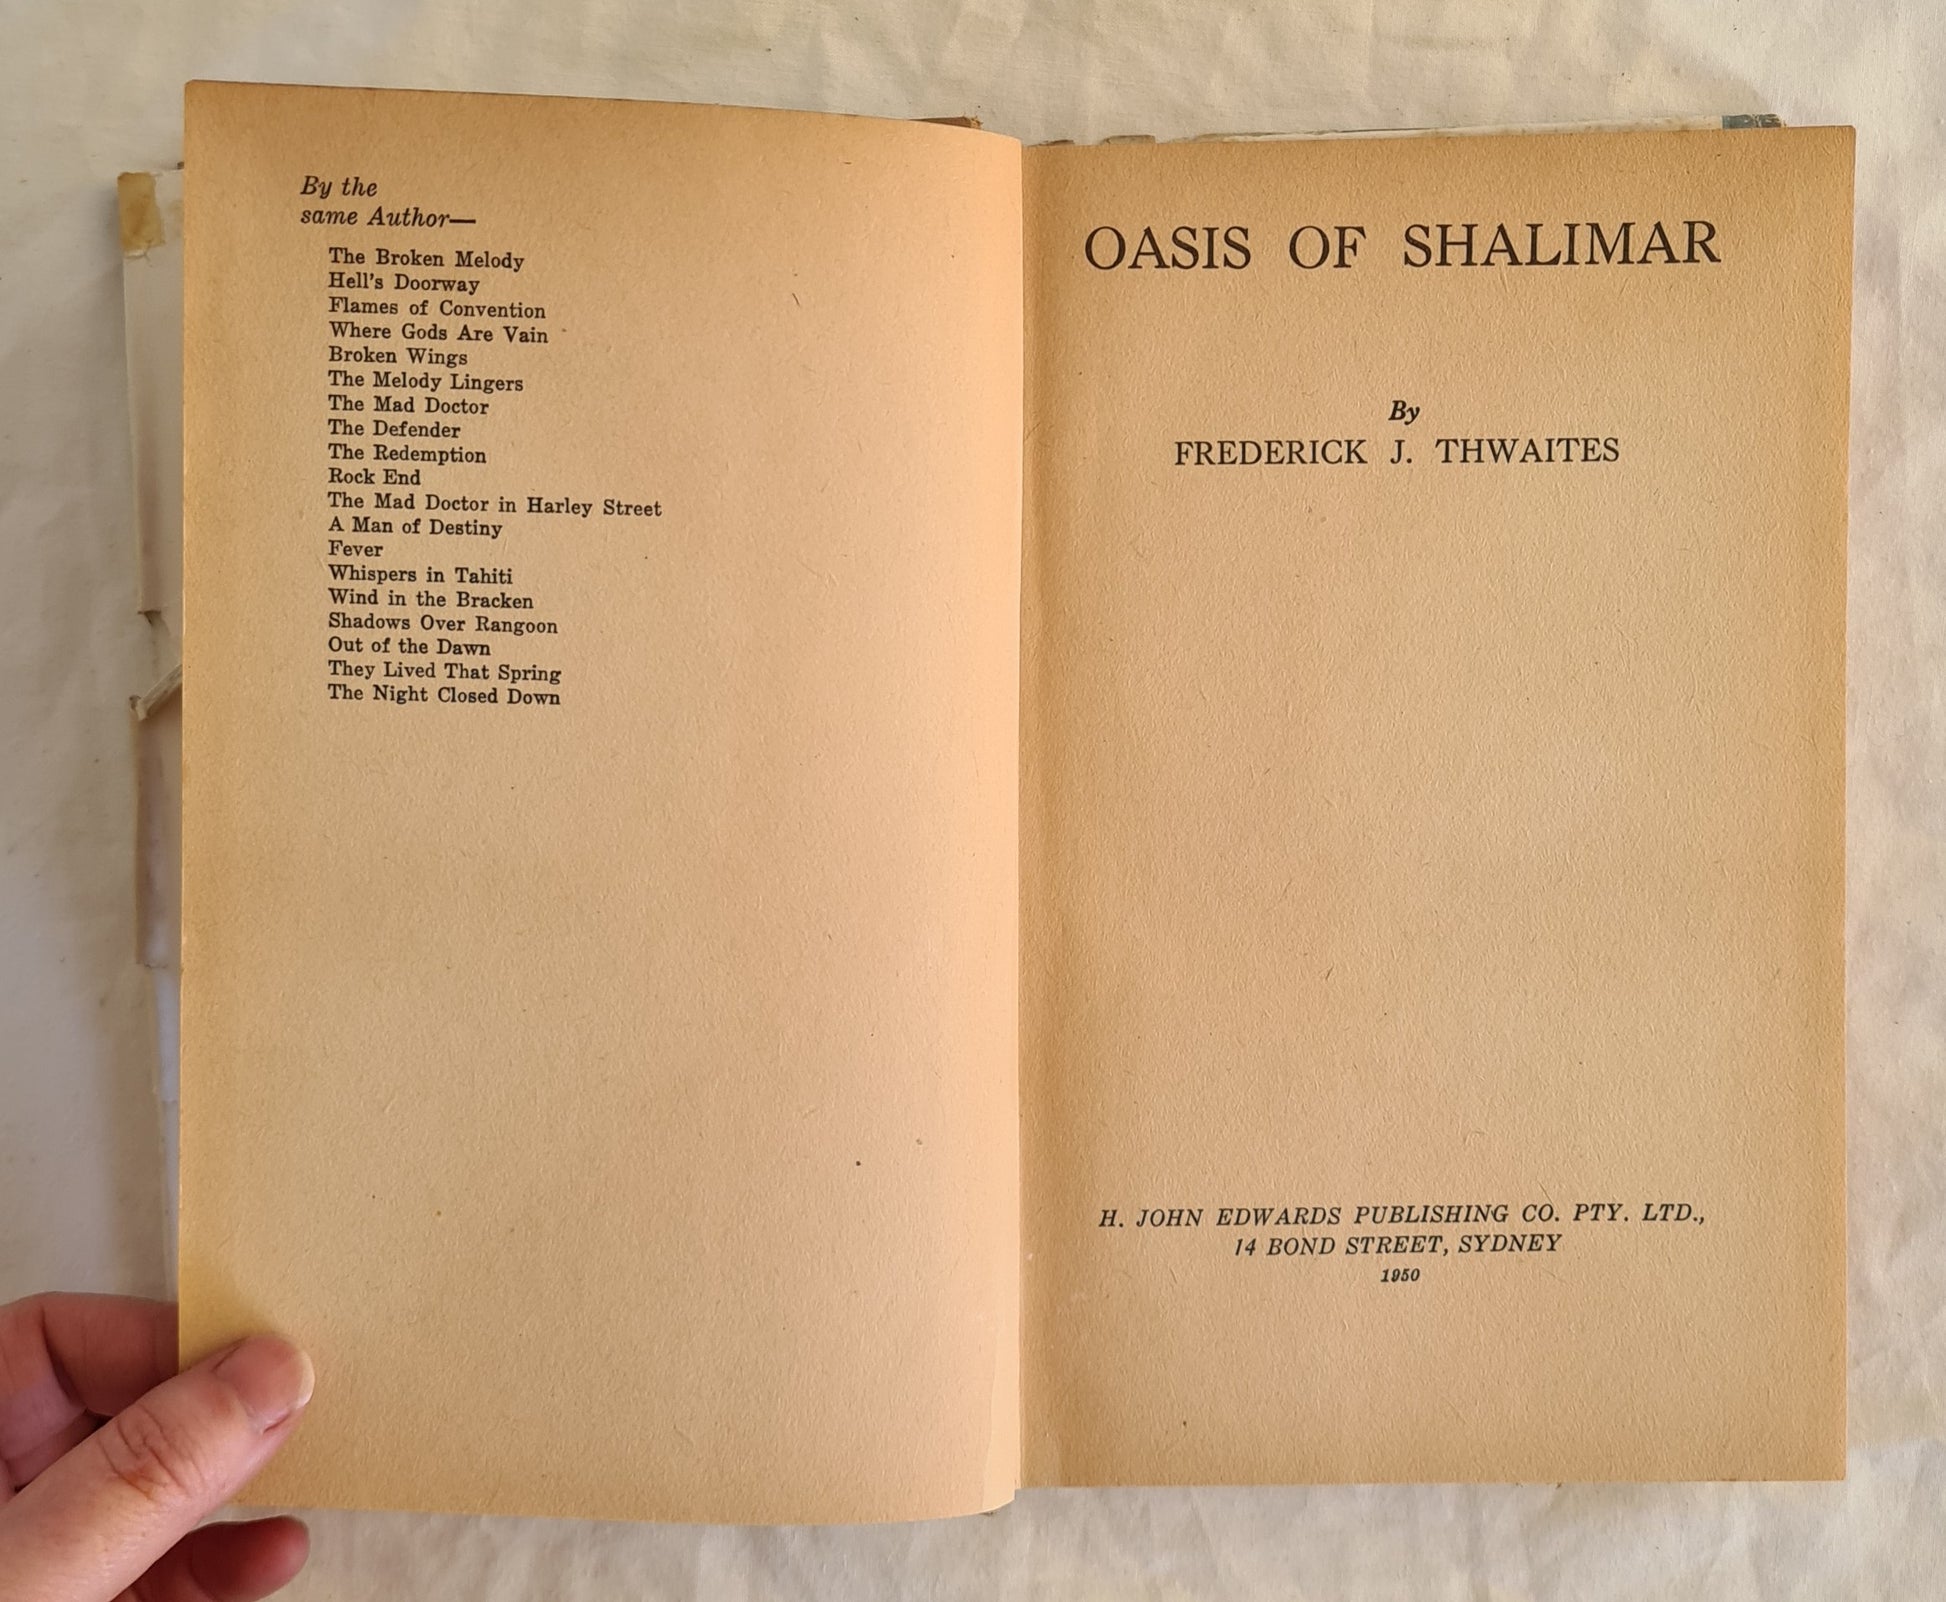 By the
same Author—
The Broken Melody
Hell's Doorway
Flames of Convention
Where Gods Are Vain
Broken Wings
The Melody Lingers
The Mad Doctor
The Defender
The Redemption
Rock End
The Mad Doctor in Harley Street
A Man of Destiny
Fever
Whispers in Tahiti
Wind in the Bracken
Shadows Over Rangoon
Out of the Dawn
They Lived That Spring
The Night Closed Down
OASIS OF SHALIMAR
By
FREDERICK J. THWAITES
H. JOHN EDWARDS PUBLISHING CO. PTY. LTD.,
14 BOND STREET, SYDNEY
1950